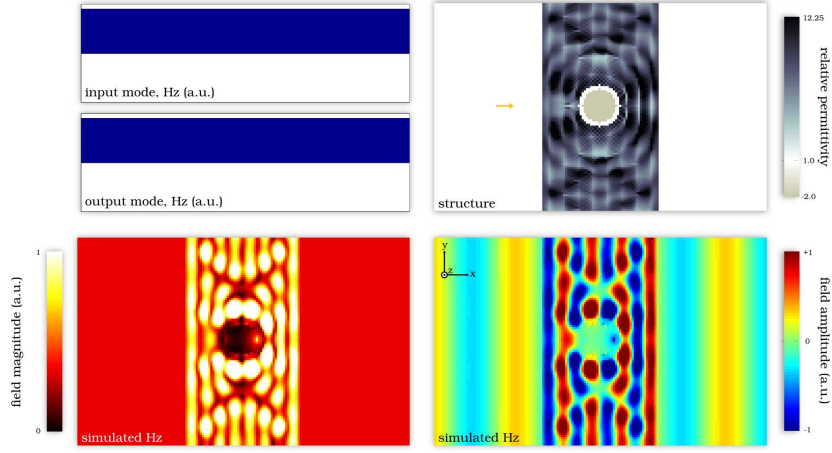 input mode, Hz (a.u.)
output mode, Hz (a.u.)
structure
12.25
1.0
-2.0
relative permittivity
field magnitude (a.u.)
1
0
simulated Hz
y
z
x
simulated Hz
+1
0
-1
field amplitude (a.u.)